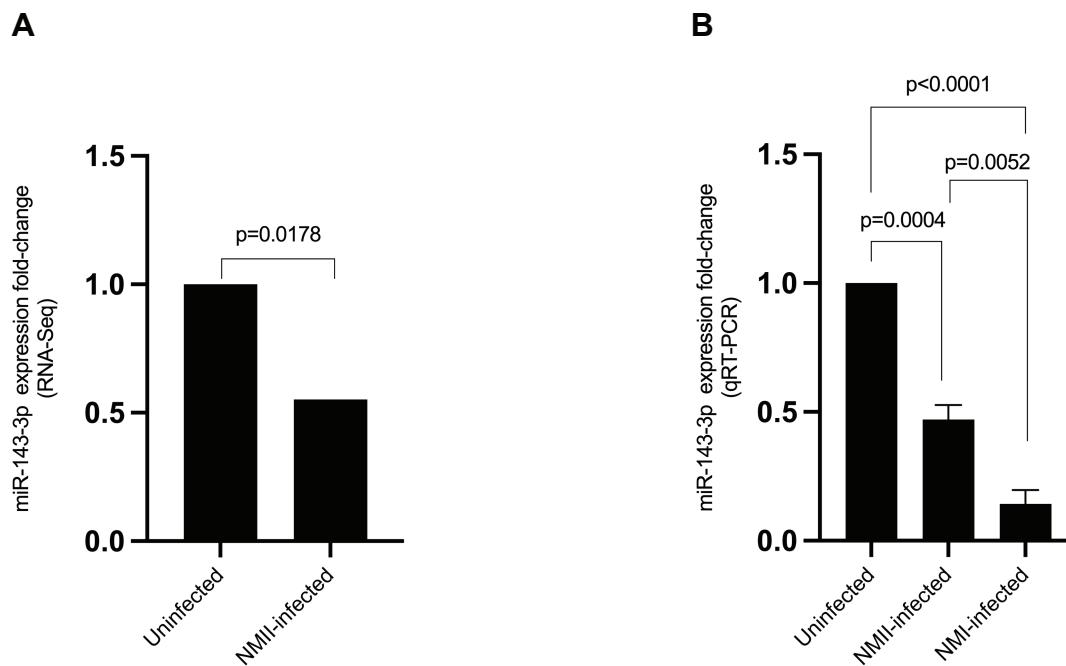 A
miR-143-3p expression fold-change
(RNA-Seq)
1.5
1.0
0.5
0.0
p=0.0178
Uninfected
NMII-infected
B
miR-143-3p expression fold-change
(qRT-PCR)
1.5
1.0
0.5
0.0
p<0.0001
p=0.0052
p=0.0004
Uninfected
NMII-infected
NMI-infected